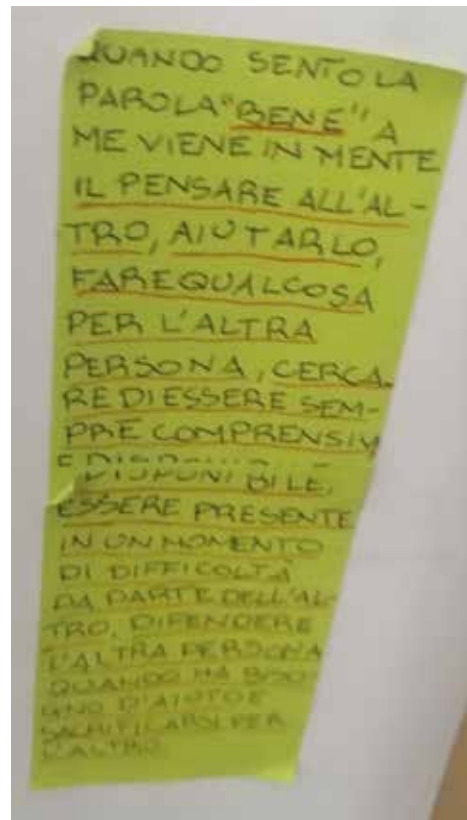 QUANDO SENTO LA
PAROLA "BENE" A
ME VIENE IN MENTE
IL PENSARE ALL'AL-
TRO, AIUTARLO,
FARE QUALCOSA
PER L'ALTRA
PERSONA, CERCA-
RE DI ESSERE SEM-
PRE COMPRENSIV
E DISPONIBILE,
ESSERE PRESENTE
IN UN MOMENTO
DI DIFFICOLTÀ
DA PARTE DELL'AL-
TRO, DIFENDERE
L'ALTRA PERSONA
QUANDO HA BISO-
GNO D'AIUTO E
SACRIFICARSI PER
L'ALTRO.